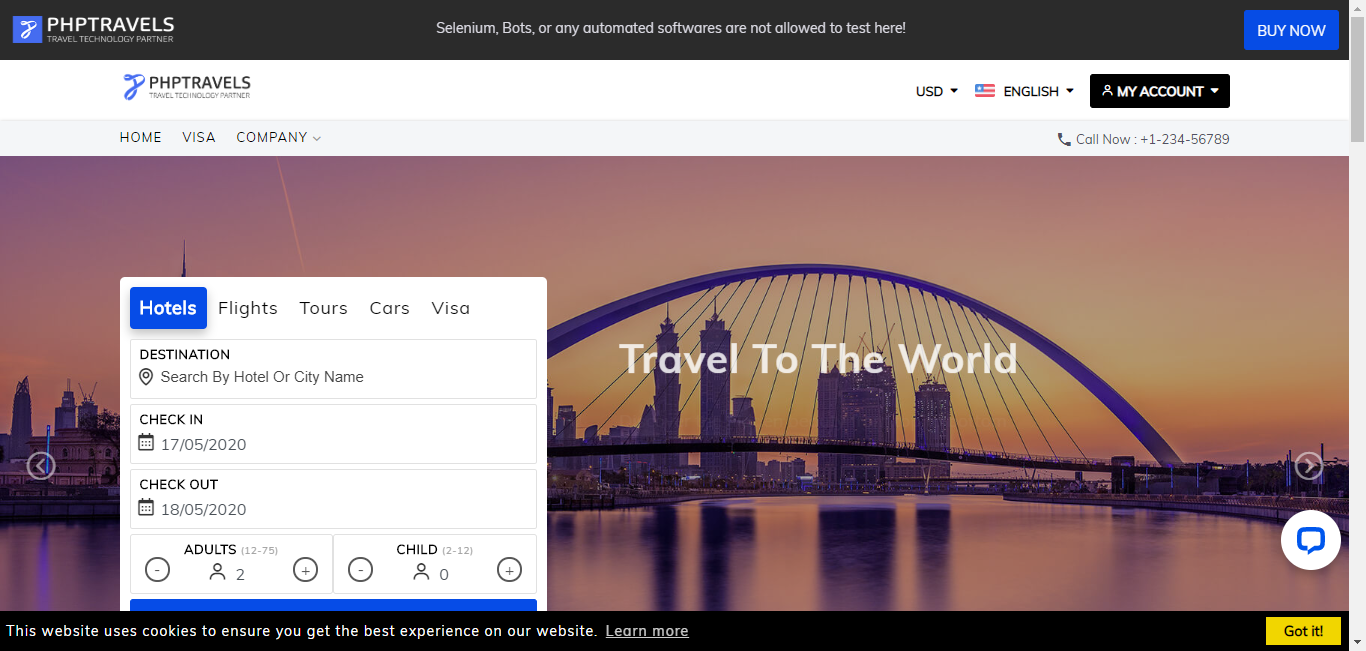 PHPTRAVELS
TRAVEL TECHNOLOGY PARTNER
Selenium, Bots, or any automated softwares are not allowed to test here!
BUY NOW
PHPTRAVELS
TRAVEL TECHNOLOGY PARTNER
USD
ENGLISH
MY ACCOUNT
HOME
VISA
COMPANY
Call Now : +1-234-56789
Hotels
Flights
Tours
Cars
Visa
DESTINATION
Search By Hotel Or City Name
CHECK IN
17/05/2020
CHECK OUT
18/05/2020
ADULTS (12-75)
- 2 +
CHILD (2-12)
- 0 +
Travel To The World
This website uses cookies to ensure you get the best experience on our website. Learn more
Got it!